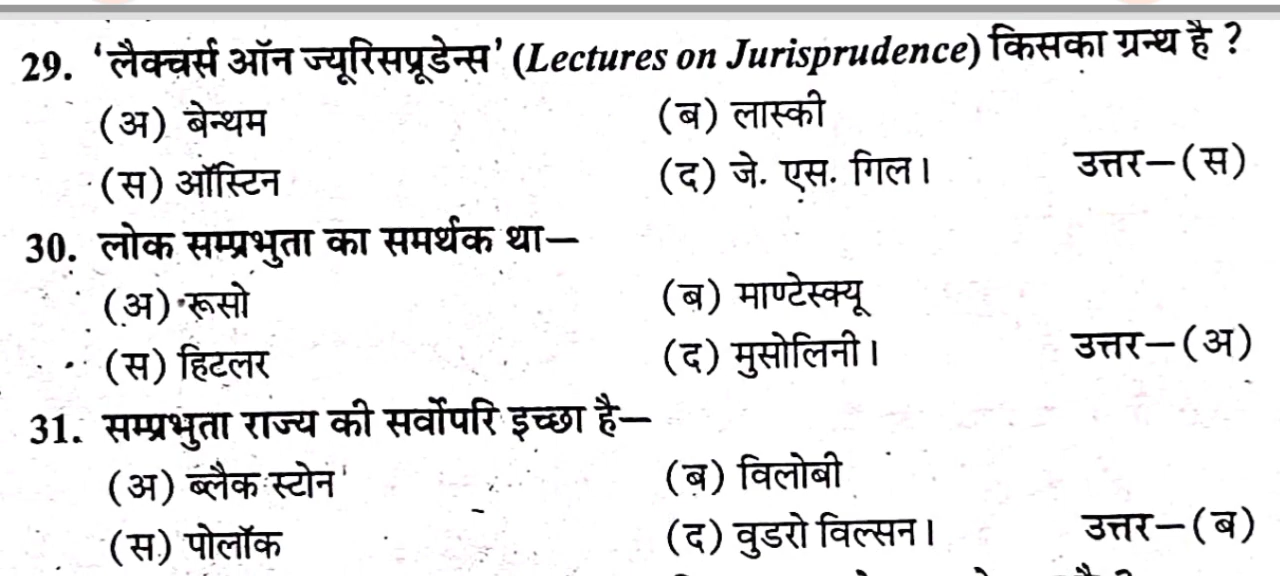 29. 'लैक्चर्स ऑन ज्यूरिसप्रूडेन्स' (Lectures on Jurisprudence) किसका ग्रन्थ है ?
(अ) बेन्थम (ब) लास्की
(स) ऑस्टिन (द) जे. एस. गिल। उत्तर—(स)
30. लोक सम्प्रभुता का समर्थक था—
(अ) रूसो (ब) माण्टेस्क्यू
(स) हिटलर (द) मुसोलिनी। उत्तर—(अ)
31. सम्प्रभुता राज्य की सर्वोपरि इच्छा है—
(अ) ब्लैक स्टोन (ब) विलोबी
(स) पोलॉक (द) वुडरो विल्सन। उत्तर—(ब)